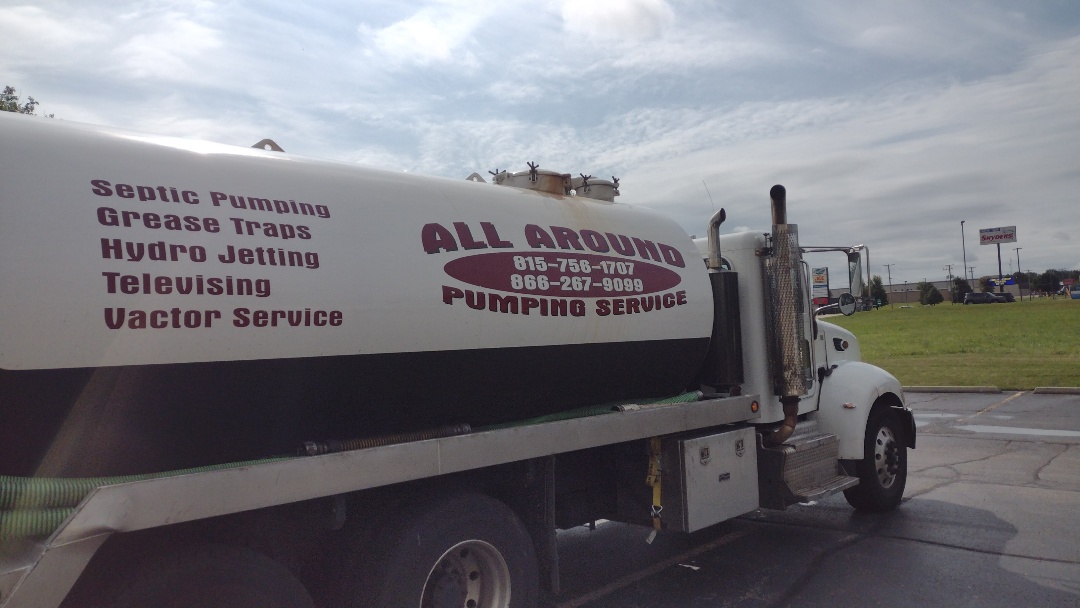 Septic Pumping
Grease Traps
Hydro Jetting
Televising
Vactor Service
ALL AROUND
815-756-1707
866-267-9099
PUMPING SERVICE
Skyders